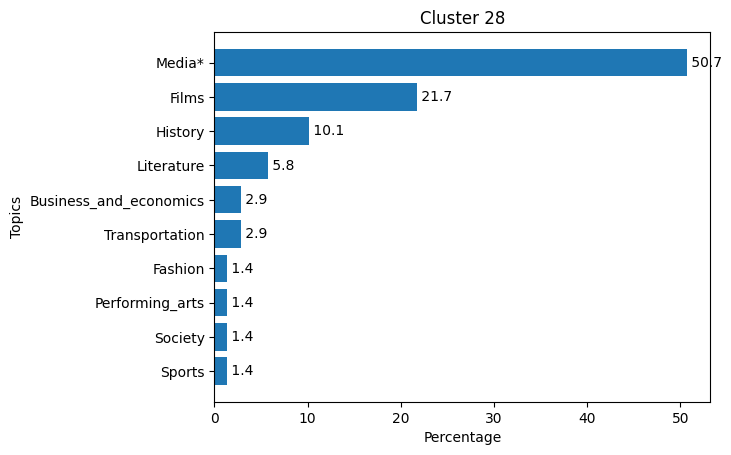 Cluster 28
Topics
Media* 50.7
Films 21.7
History 10.1
Literature 5.8
Business_and_economics 2.9
Transportation 2.9
Fashion 1.4
Performing_arts 1.4
Society 1.4
Sports 1.4
0 10 20 30 40 50
Percentage